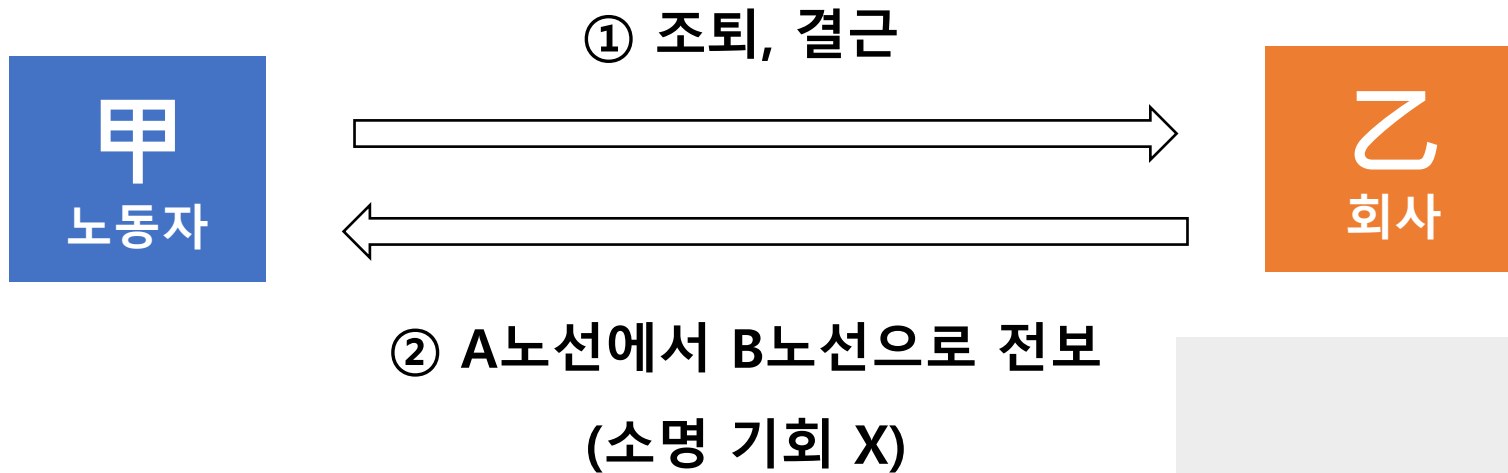 ① 조퇴, 결근
甲
노동자
乙
회사
② A노선에서 B노선으로 전보
(소명 기회 X)